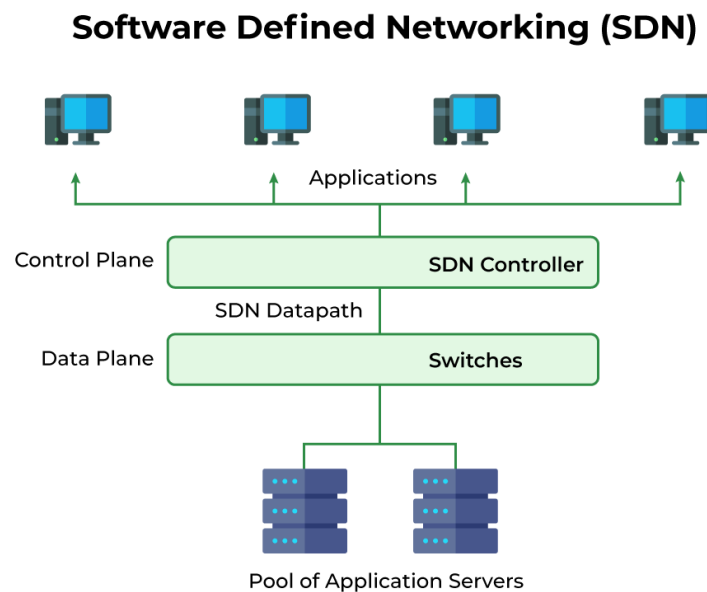 Software Defined Networking (SDN)
Applications
Control Plane
SDN Controller
SDN Datapath
Data Plane
Switches
Pool of Application Servers